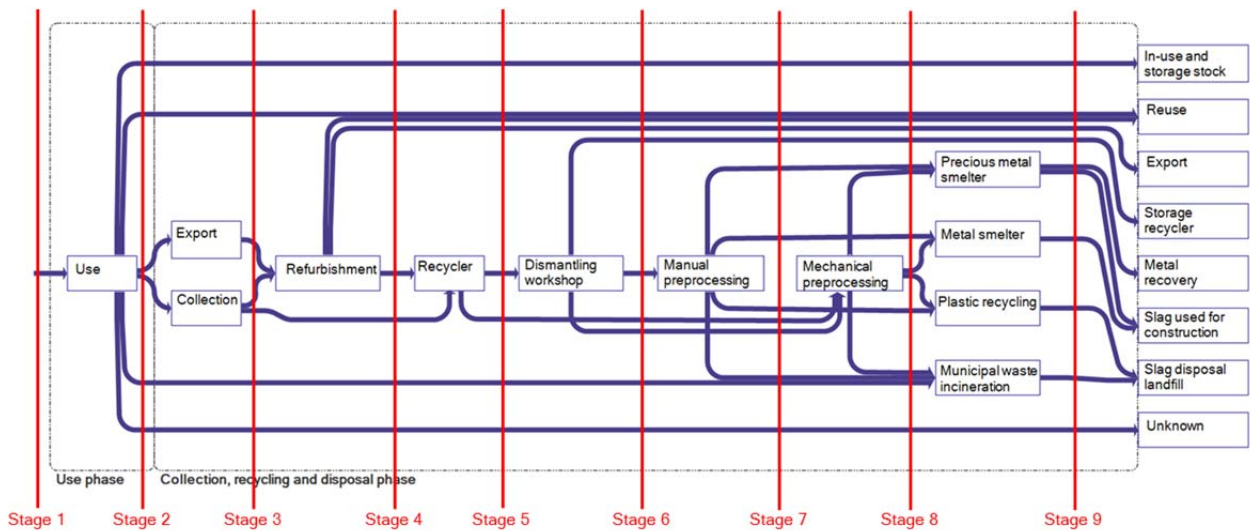 In-use and
storage stock
Reuse
Precious metal
smelter
Export
Export
Storage
recycler
Use
Refurbishment
Recycler
Dismantling
workshop
Manual
preprocessing
Mechanical
preprocessing
Metal smelter
Metal
recovery
Collection
Plastic recycling
Slag used for
construction
Municipal waste
incineration
Slag disposal
landfill
Unknown
Use phase
Collection, recycling and disposal phase
Stage 1
Stage 2
Stage 3
Stage 4
Stage 5
Stage 6
Stage 7
Stage 8
Stage 9